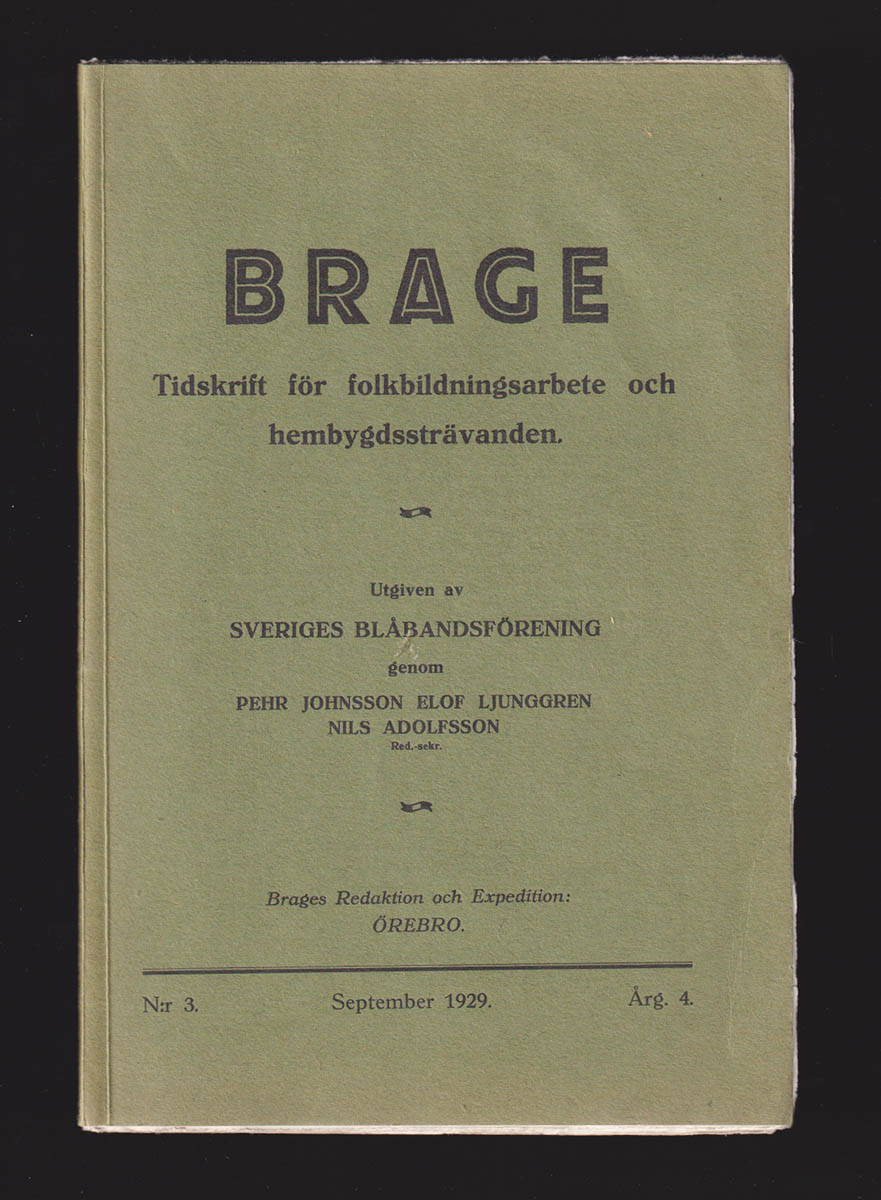 BRAGE
Tidskrift för folkbildningsarbete och
hembygdssträvanden.
Utgiven av
SVERIGES BLÅBANDSFÖRENING
genom
PEHR JOHNSSON ELOF LJUNGGREN
NILS ADOLFSSON
Red.-sekr.
Brages Redaktion och Expedition:
ÖREBRO.
N:r 3. September 1929. Årg. 4.